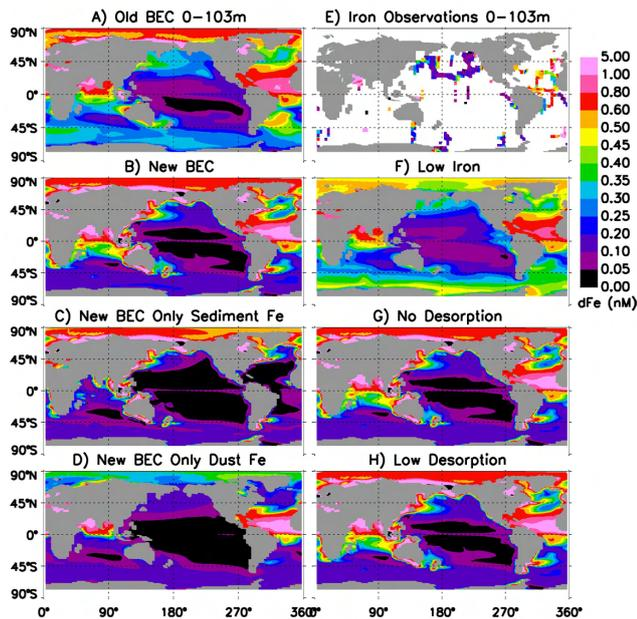 A) Old BEC 0–103m
E) Iron Observations 0–103m
90°N
45°N
0°
45°S
90°S
5.00
1.00
0.80
0.60
0.50
0.45
0.40
0.30
0.25
0.20
0.10
0.05
0.00
dFe (nM)
B) New BEC
F) Low Iron
90°N
45°N
0°
45°S
90°S
C) New BEC Only Sediment Fe
G) No Desorption
90°N
45°N
0°
45°S
90°S
D) New BEC Only Dust Fe
H) Low Desorption
90°N
45°N
0°
45°S
90°S
0° 90° 180° 270° 360° 90° 180° 270° 360°